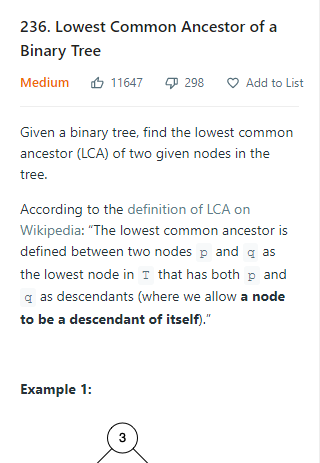 236. Lowest Common Ancestor of a
Binary Tree
Medium 11647 298 Add to List
Given a binary tree, find the lowest common
ancestor (LCA) of two given nodes in the
tree.
According to the definition of LCA on
Wikipedia: “The lowest common ancestor is
defined between two nodes p and q as
the lowest node in T that has both p and
q as descendants (where we allow a node
to be a descendant of itself).”
Example 1:
3